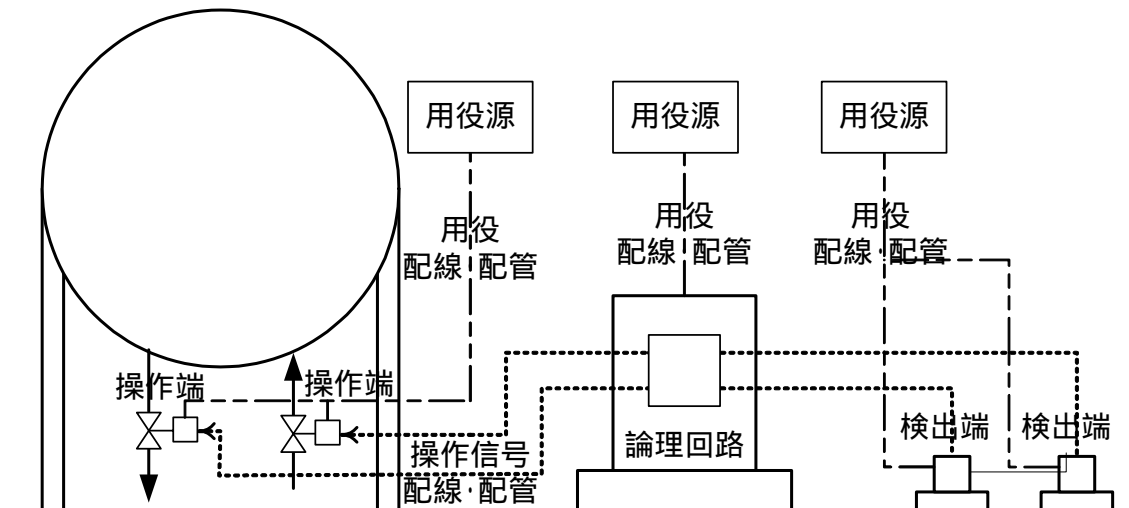 用役源
用役源
用役源
用役
配線・配管
用役
配線・配管
用役
配線・配管
操作端
操作端
操作信号
配線・配管
論理回路
検出端
検出端